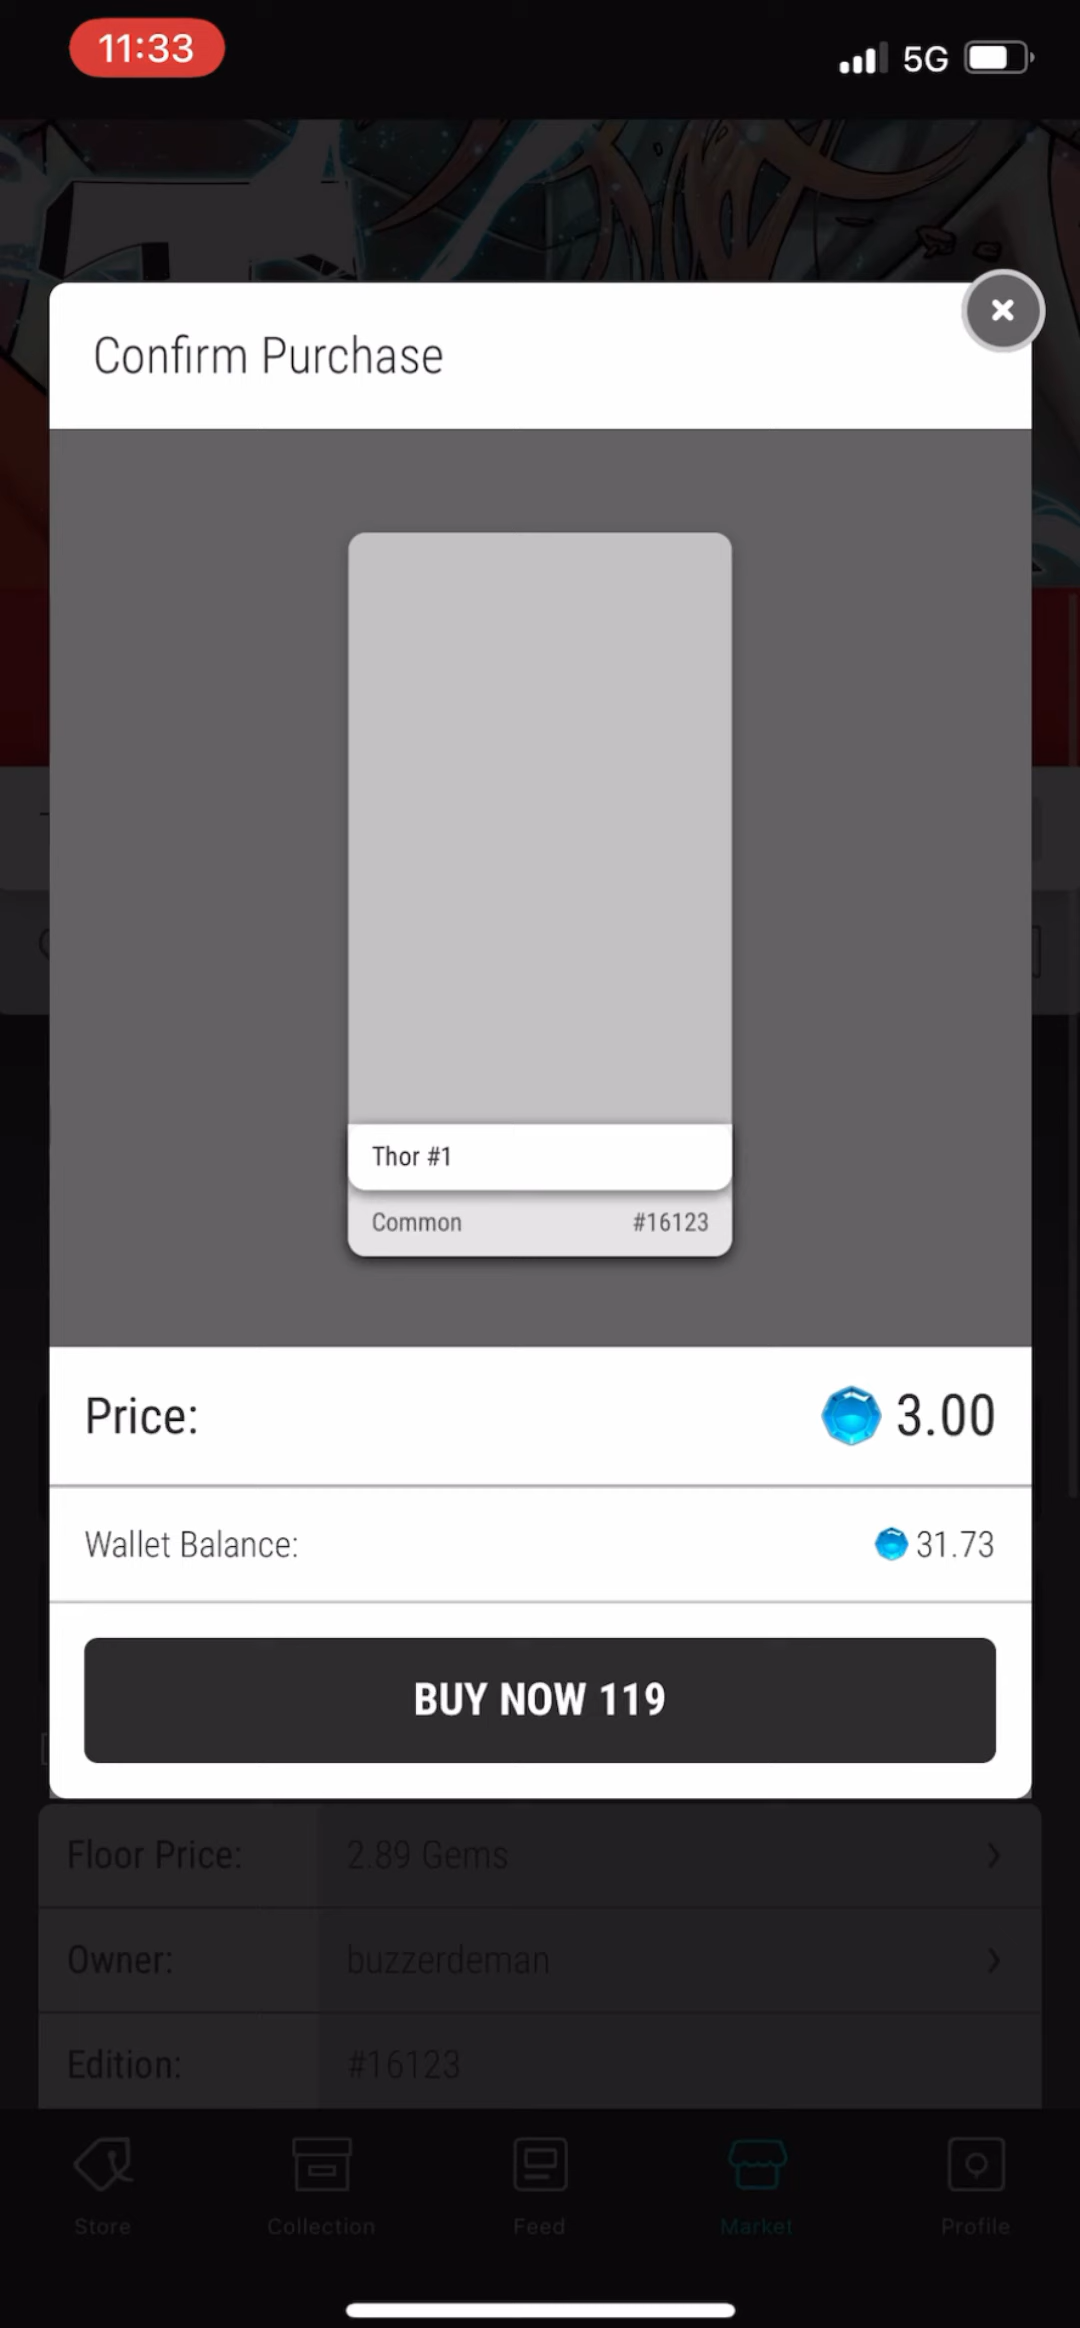 11:33
5G
Confirm Purchase
Thor #1
Common #16123
Price: 3.00
Wallet Balance: 31.73
BUY NOW 119
Floor Price: 2.89 Gems
Owner: buzzerdeman
Edition: #16123
Store Collection Feed Market Profile